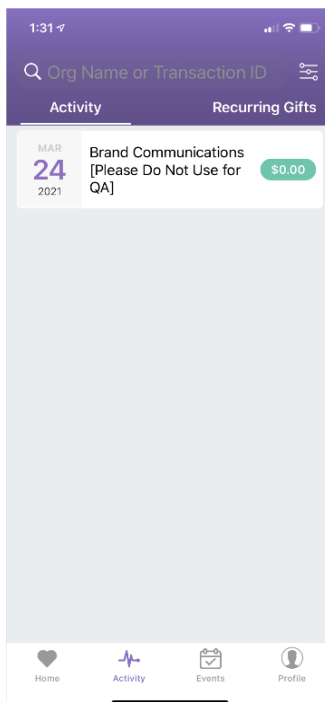 1:31
Org Name or Transaction ID
Activity
Recurring Gifts
MAR
24
2021
Brand Communications
[Please Do Not Use for
QA]
$0.00
Home
Activity
Events
Profile